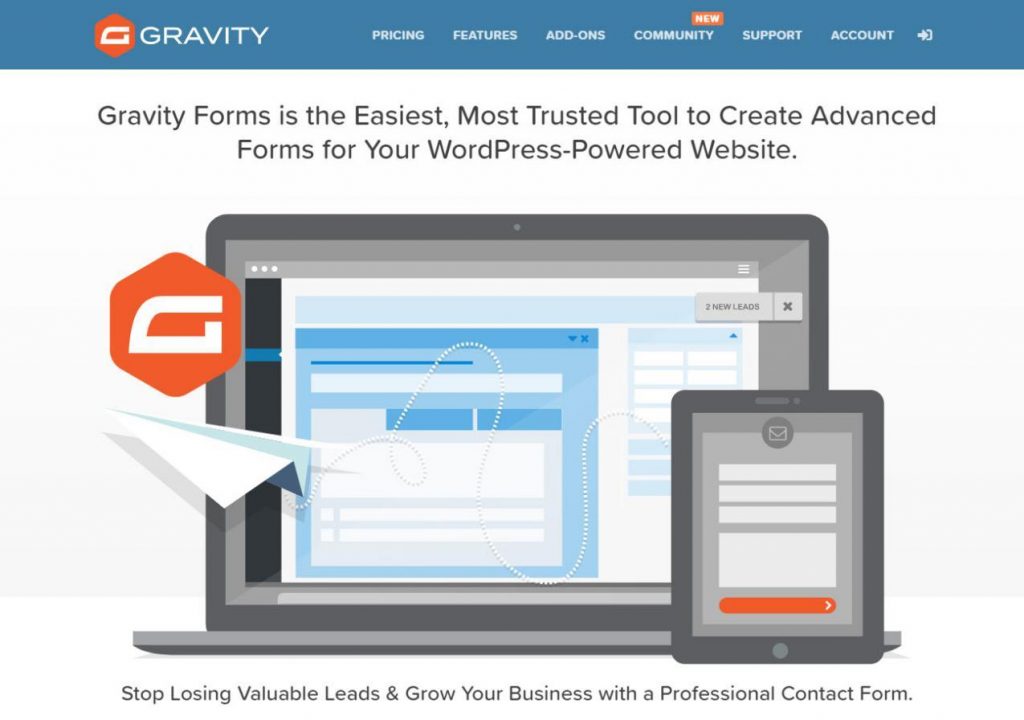 GRAVITY
PRICING
FEATURES
ADD-ONS
NEW
COMMUNITY
SUPPORT
ACCOUNT
Gravity Forms is the Easiest, Most Trusted Tool to Create Advanced
Forms for Your WordPress-Powered Website.
2 NEW LEADS
Stop Losing Valuable Leads & Grow Your Business with a Professional Contact Form.